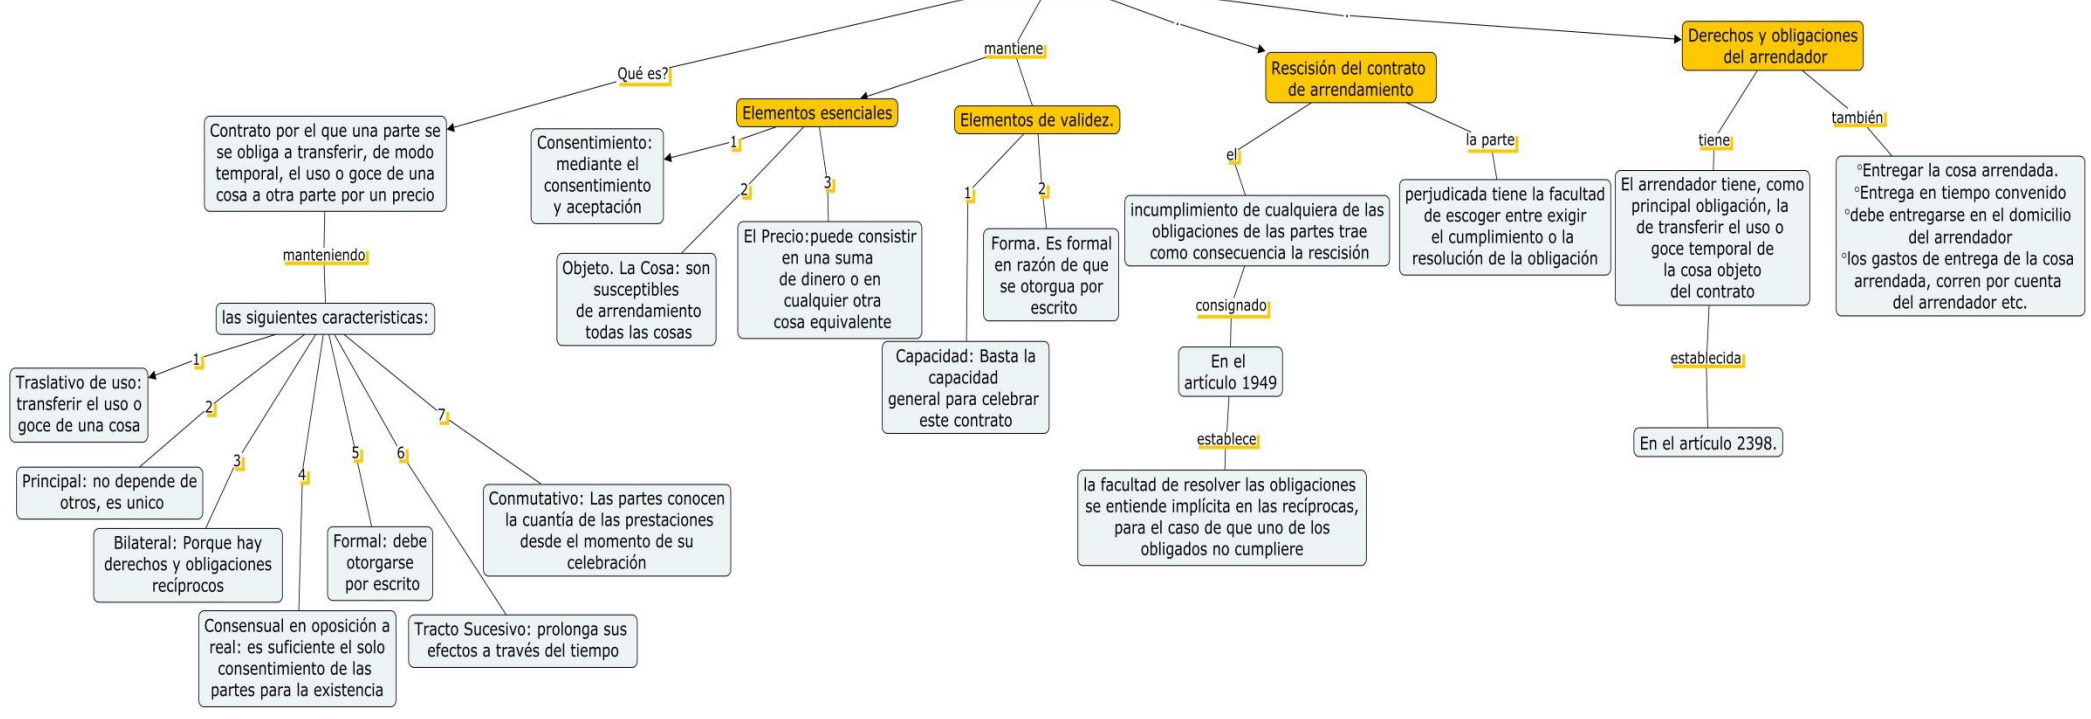 Qué es?
Contrato por el que una parte se
se obliga a transferir, de modo
temporal, el uso o goce de una
cosa a otra parte por un precio
manteniendo
las siguientes caracteristicas:
1
Traslativo de uso:
transferir el uso o
goce de una cosa
2
Principal: no depende de
otros, es unico
3
Bilateral: Porque hay
derechos y obligaciones
recíprocos
4
Consensual en oposición a
real: es suficiente el solo
consentimiento de las
partes para la existencia
5
Formal: debe
otorgarse
por escrito
6
Tracto Sucesivo: prolonga sus
efectos a través del tiempo
7
Conmutativo: Las partes conocen
la cuantía de las prestaciones
desde el momento de su
celebración
mantiene
Elementos esenciales
1
Consentimiento:
mediante el
consentimiento
y aceptación
2
Objeto. La Cosa: son
susceptibles
de arrendamiento
todas las cosas
3
El Precio:puede consistir
en una suma
de dinero o en
cualquier otra
cosa equivalente
Elementos de validez.
1
Capacidad: Basta la
capacidad
general para celebrar
este contrato
2
Forma. Es formal
en razón de que
se otorgua por
escrito
.
Rescisión del contrato
de arrendamiento
el
incumplimiento de cualquiera de las
obligaciones de las partes trae
como consecuencia la rescisión
consignado
En el
artículo 1949
establece
la facultad de resolver las obligaciones
se entiende implícita en las recíprocas,
para el caso de que uno de los
obligados no cumpliere
la parte
perjudicada tiene la facultad
de escoger entre exigir
el cumplimiento o la
resolución de la obligación
.
Derechos y obligaciones
del arrendador
tiene
El arrendador tiene, como
principal obligación, la
de transferir el uso o
goce temporal de
la cosa objeto
del contrato
establecida
En el artículo 2398.
también
°Entregar la cosa arrendada.
°Entrega en tiempo convenido
°debe entregarse en el domicilio
del arrendador
°los gastos de entrega de la cosa
arrendada, corren por cuenta
del arrendador etc.